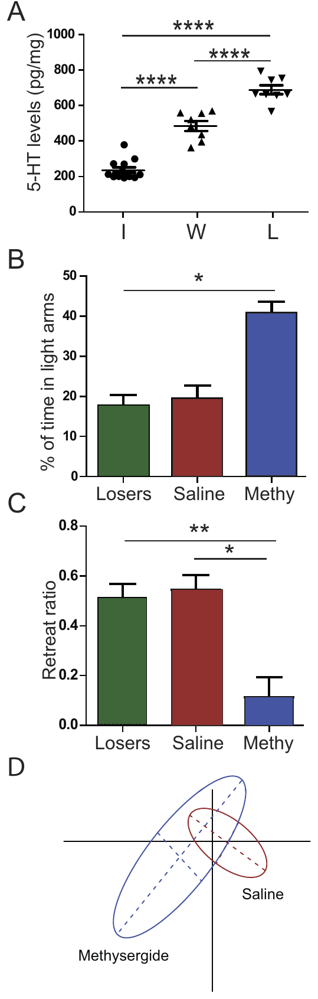 A
5-HT levels (pg/mg)
1000
800
600
400
200
0
****
****
****
I
W
L
B
% of time in light arms
50
40
30
20
10
0
*
Losers
Saline
Methy
C
Retreat ratio
0.8
0.6
0.4
0.2
0.0
**
*
Losers
Saline
Methy
D
Saline
Methysergide